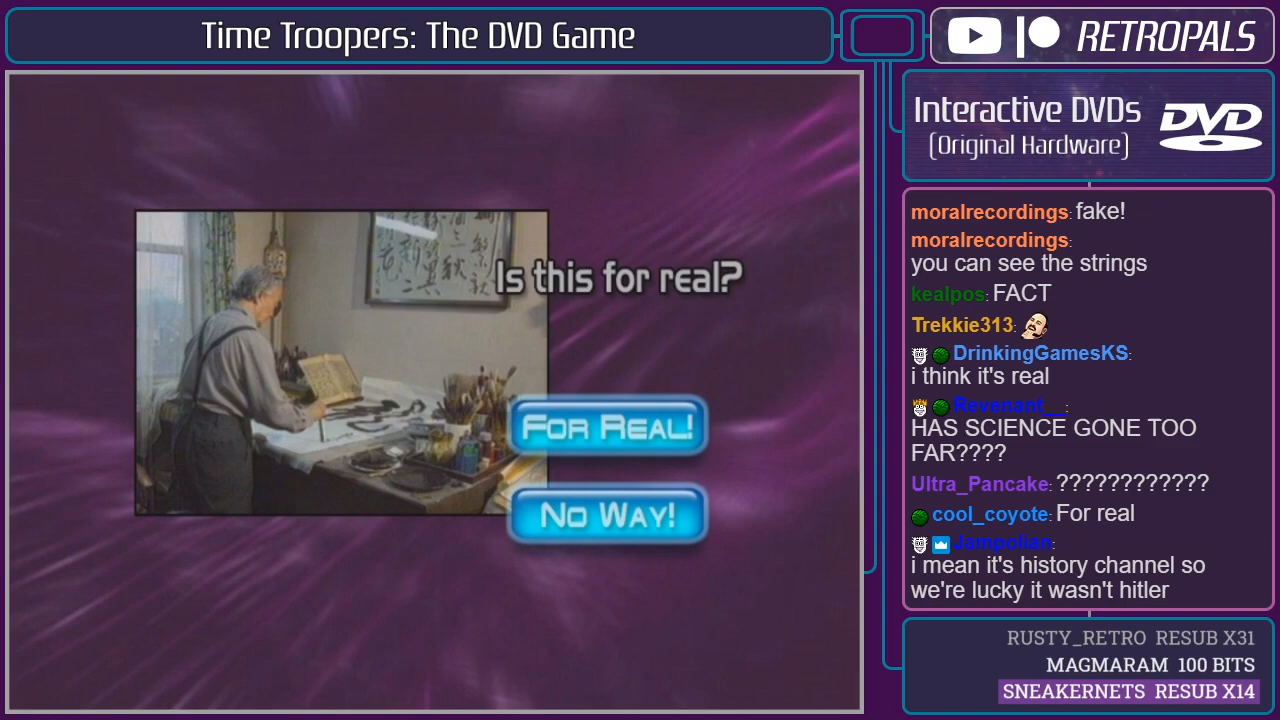 Time Troopers: The DVD Game
RETROPALS
Interactive DVDs
(Original Hardware)
DVD
Is this for real?
FOR REAL!
NO WAY!
moralrecordings: fake!
moralrecordings:
you can see the strings
kealpos: FACT
Trekkie313:
DrinkingGamesKS:
i think it's real
Revenant__:
HAS SCIENCE GONE TOO
FAR????
Ultra_Pancake: ????????????
cool_coyote: For real
Jampolian:
i mean it's history channel so
we're lucky it wasn't hitler
RUSTY_RETRO RESUB X31
MAGMARAM 100 BITS
SNEAKERNETS RESUB X14